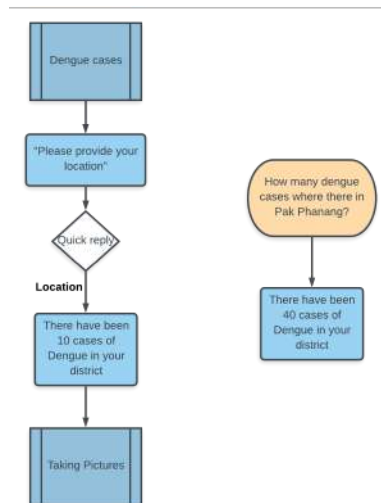 Dengue cases
"Please provide your
location"
Quick reply
Location
There have been
10 cases of
Dengue in your
district
Taking Pictures
How many dengue
cases where there in
Pak Phanang?
There have been
40 cases of
Dengue in your
district